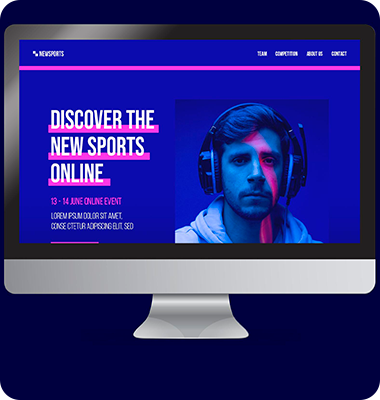 NEWSPORTS
TEAM COMPETITION ABOUT US CONTACT
DISCOVER THE
NEW SPORTS
ONLINE
13 - 14 JUNE ONLINE EVENT
LOREM IPSUM DOLOR SIT AMET,
CONSE CTETUR ADIPISCING ELIT, SED